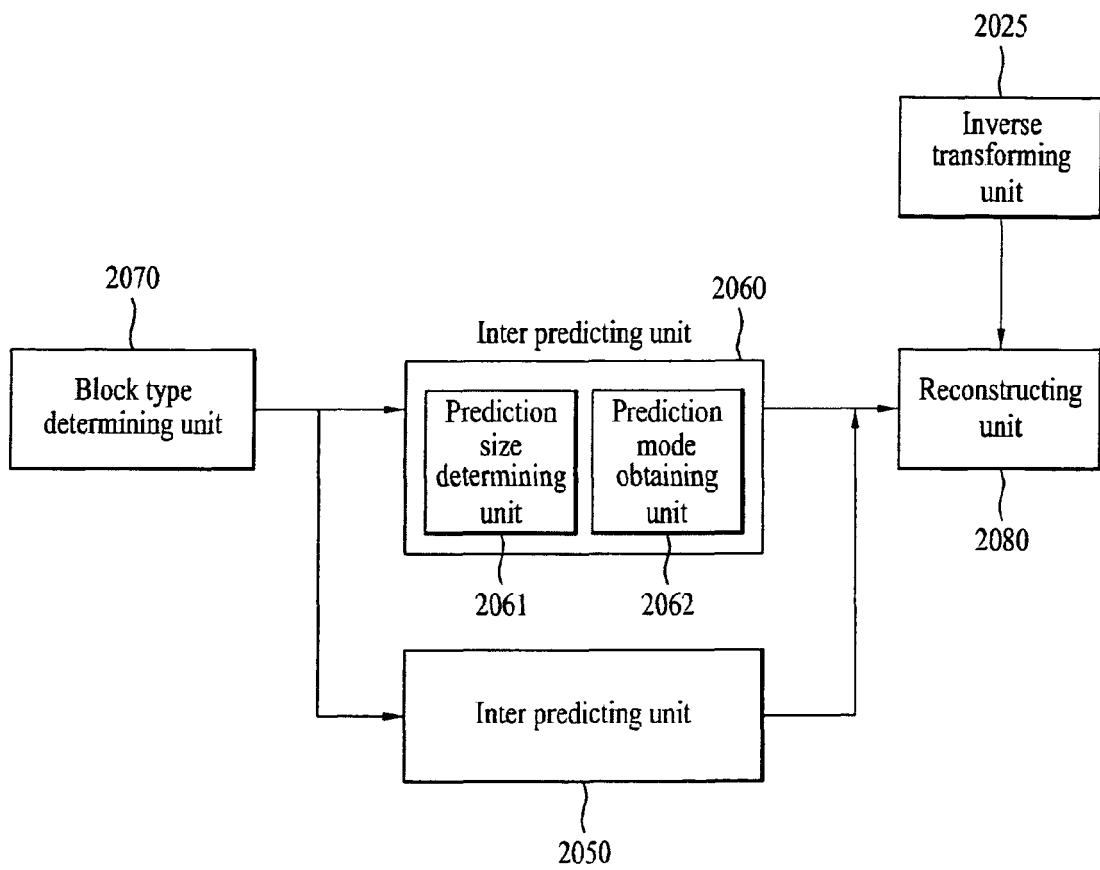 2025
Inverse
transforming
unit
2070
2060
Inter predicting unit
Block type
determining unit
Prediction
size
determining
unit
Prediction
mode
obtaining
unit
Reconstructing
unit
2061
2062
2080
Inter predicting unit
2050